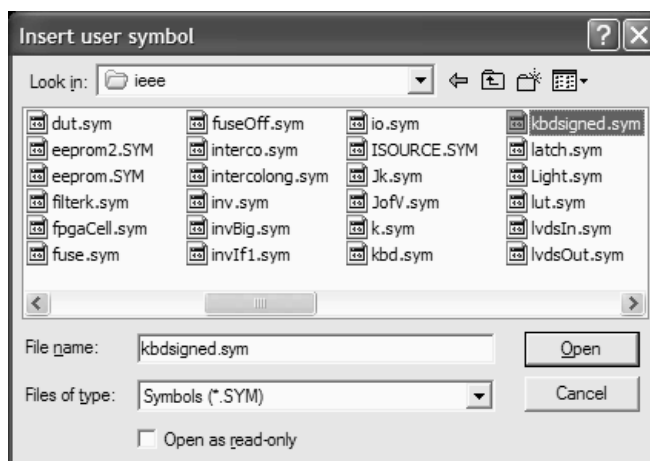 Insert user symbol
Look in: ieee
dut.sym fuseOff.sym io.sym kbdsigned.sym
eeprom2.SYM interco.sym ISOURCE.SYM latch.sym
eeprom.SYM intercolong.sym Jk.sym Light.sym
filterk.sym inv.sym JofV.sym lut.sym
fpgaCell.sym invBig.sym k.sym lvdsIn.sym
fuse.sym invIf1.sym kbd.sym lvdsOut.sym
File name: kbdsigned.sym Open
Files of type: Symbols (*.SYM) Cancel
Open as read-only